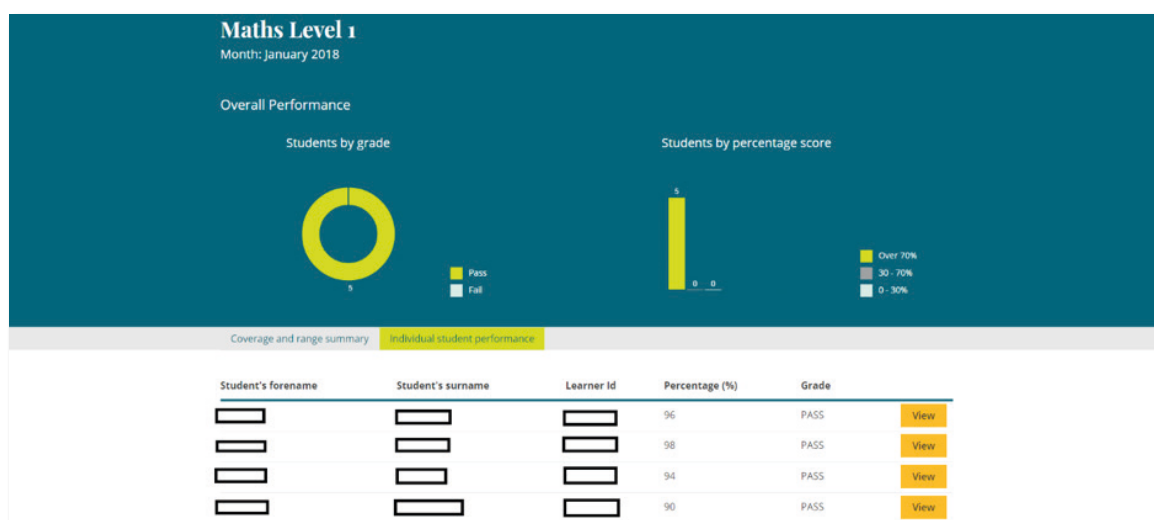 Maths Level 1
Month: January 2018
Overall Performance
Students by grade
Students by percentage score
5
Pass
Fail
5
0 0
Over 70%
30 - 70%
0 - 30%
Coverage and range summary Individual student performance
Student's forename Student's surname Learner Id Percentage (%) Grade
96 PASS View
98 PASS View
94 PASS View
90 PASS View